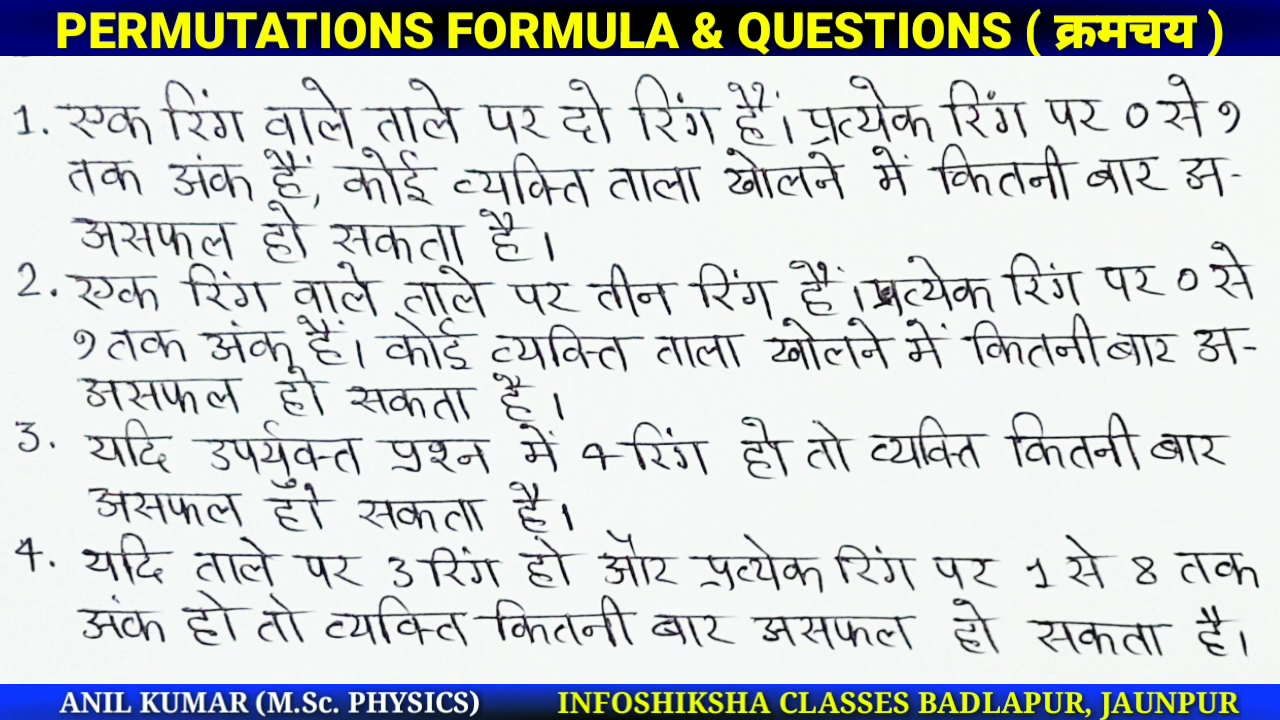 PERMUTATIONS FORMULA & QUESTIONS ( क्रमचय )
1. एक रिंग वाले ताले पर दो रिंग हैं। प्रत्येक रिंग पर 0 से 9
तक अंक हैं, कोई व्यक्ति ताला खोलने में कितनी बार अ-
असफल हो सकता है।
2. एक रिंग वाले ताले पर तीन रिंग हैं। प्रत्येक रिंग पर 0 से
9 तक अंक हैं। कोई व्यक्ति ताला खोलने में कितनी बार अ-
असफल हो सकता है।
3. यदि उपर्युक्त प्रश्न में 4 रिंग हो तो व्यक्ति कितनी बार
असफल हो सकता है।
4. यदि ताले पर 3 रिंग हो और प्रत्येक रिंग पर 1 से 8 तक
अंक हो तो व्यक्ति कितनी बार असफल हो सकता है।
ANIL KUMAR (M.Sc. PHYSICS) INFOSHIKSHA CLASSES BADLAPUR, JAUNPUR